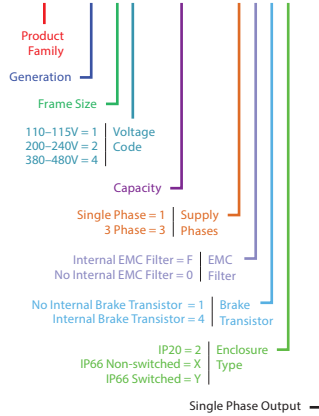 Product
Family
Generation
Frame Size
110–115V = 1 Voltage
200–240V = 2 Code
380–480V = 4
Capacity
Single Phase = 1 Supply
3 Phase = 3 Phases
Internal EMC Filter = F EMC
No Internal EMC Filter = 0 Filter
No Internal Brake Transistor = 1 Brake
Internal Brake Transistor = 4 Transistor
IP20 = 2 Enclosure
IP66 Non-switched = X Type
IP66 Switched = Y
Single Phase Output